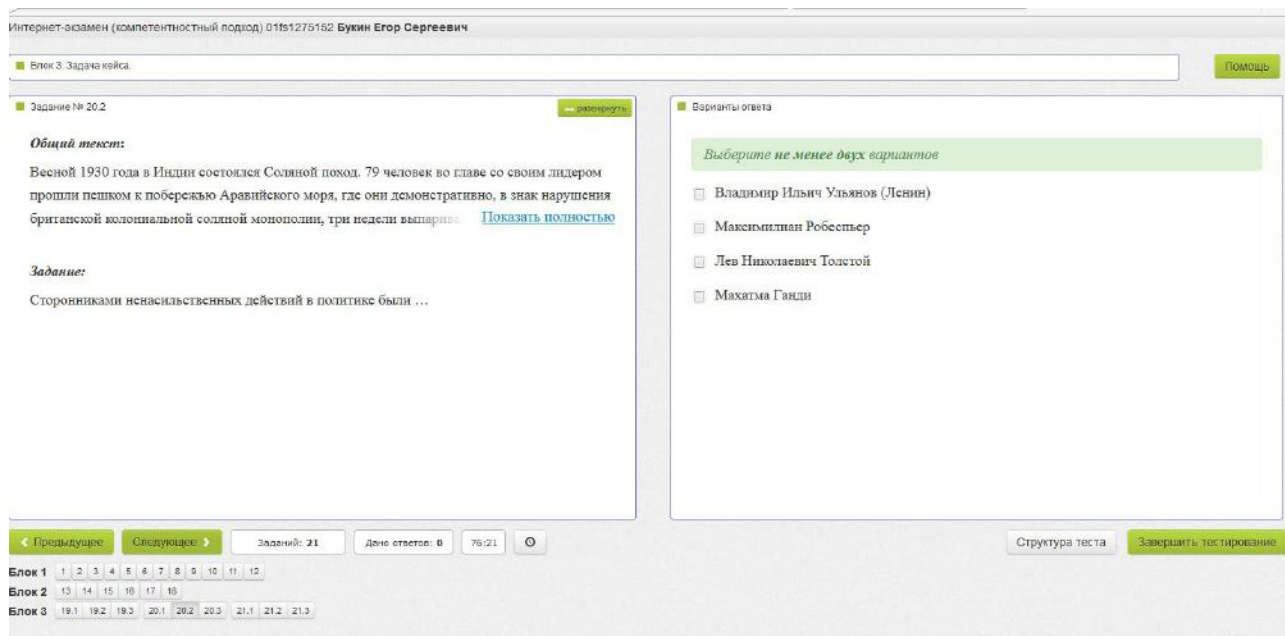 Интернет-экзамен (компетентностный подход) 01fs1275152 Букин Егор Сергеевич
Блок 3. Задача кейса.
Помощь
Задание № 20.2
развернуть
Общий текст:
Весной 1930 года в Индии состоялся Соляной поход. 79 человек во главе со своим лидером
прошли пешком к побережью Аравийского моря, где они демонстративно, в знак нарушения
британской колониальной соляной монополии, три недели Показать полностью
Задание:
Сторонниками ненасильственных действий в политике были …
Варианты ответа
Выберите не менее двух вариантов
Владимир Ильич Ульянов (Ленин)
Максимилиан Робеспьер
Лев Николаевич Толстой
Махатма Ганди
Предыдущее Следующее Заданий: 21 Дано ответов: 0 76:21 Структура теста Завершить тестирование
Блок 1 1 2 3 4 5 6 7 8 9 10 11 12
Блок 2 13 14 15 16 17 18
Блок 3 19.1 19.2 19.3 20.1 20.2 20.3 21.1 21.2 21.3